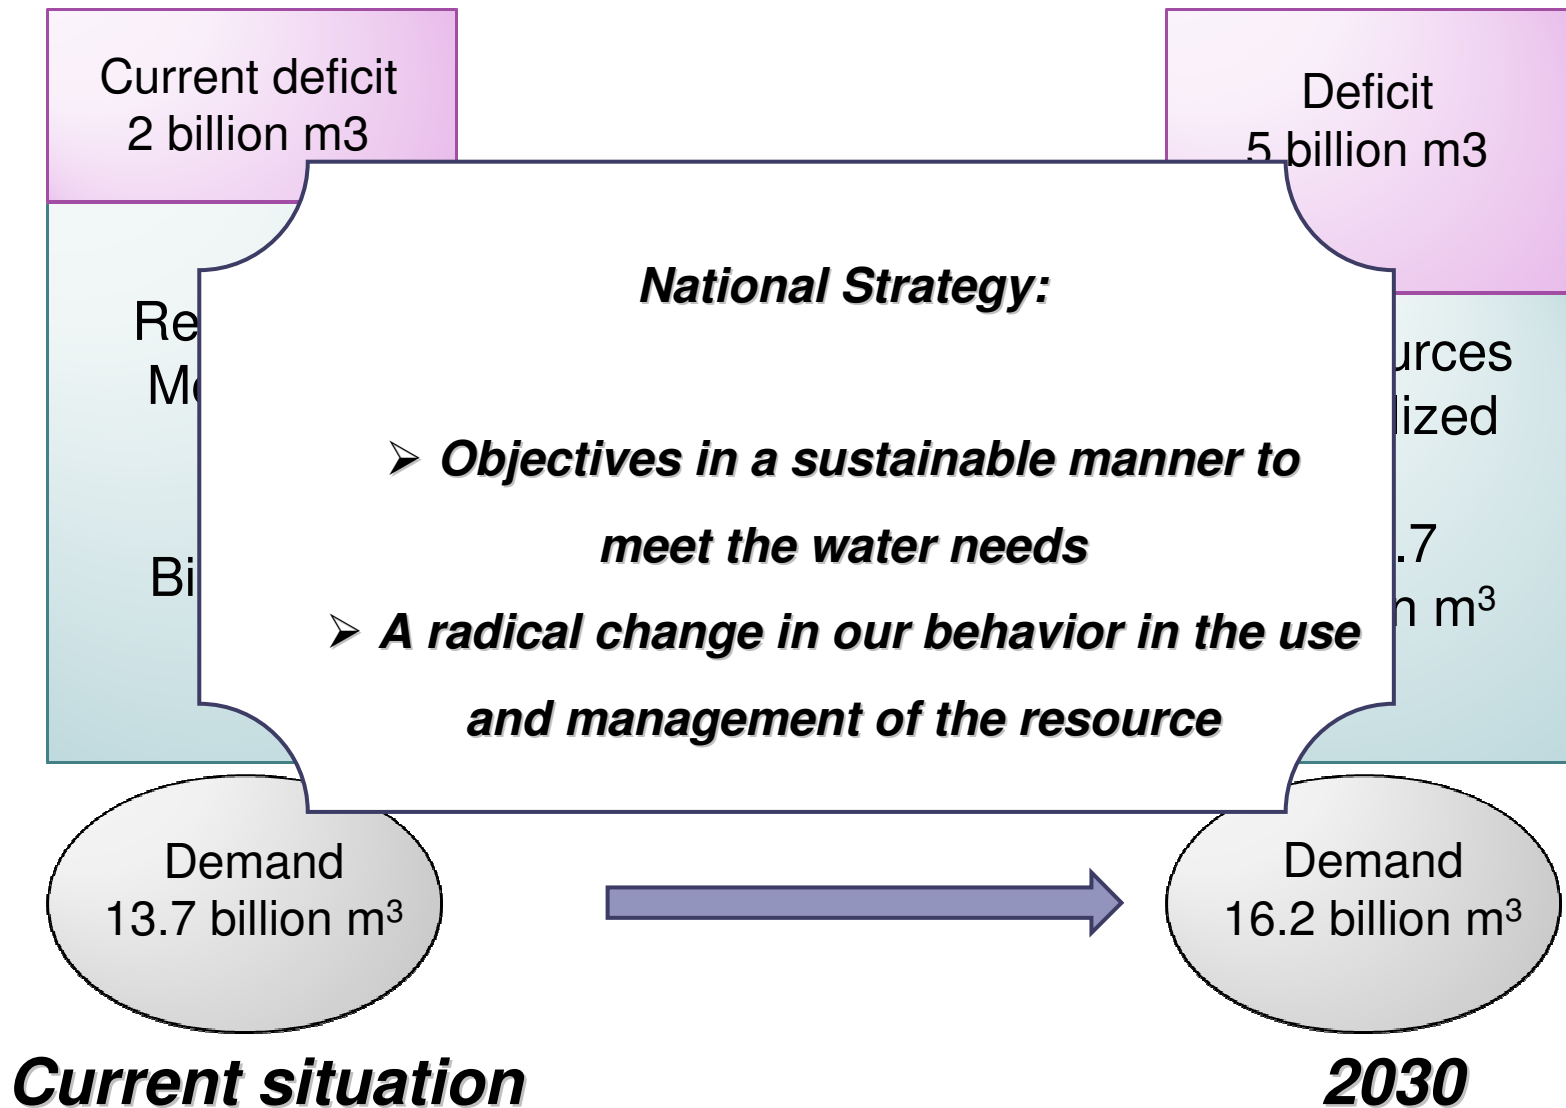 Current deficit
2 billion m3
Deficit
5 billion m3
National Strategy:
➢ Objectives in a sustainable manner to
meet the water needs
➢ A radical change in our behavior in the use
and management of the resource
.7
m³
Demand
13.7 billion m³
Demand
16.2 billion m³
Current situation
2030